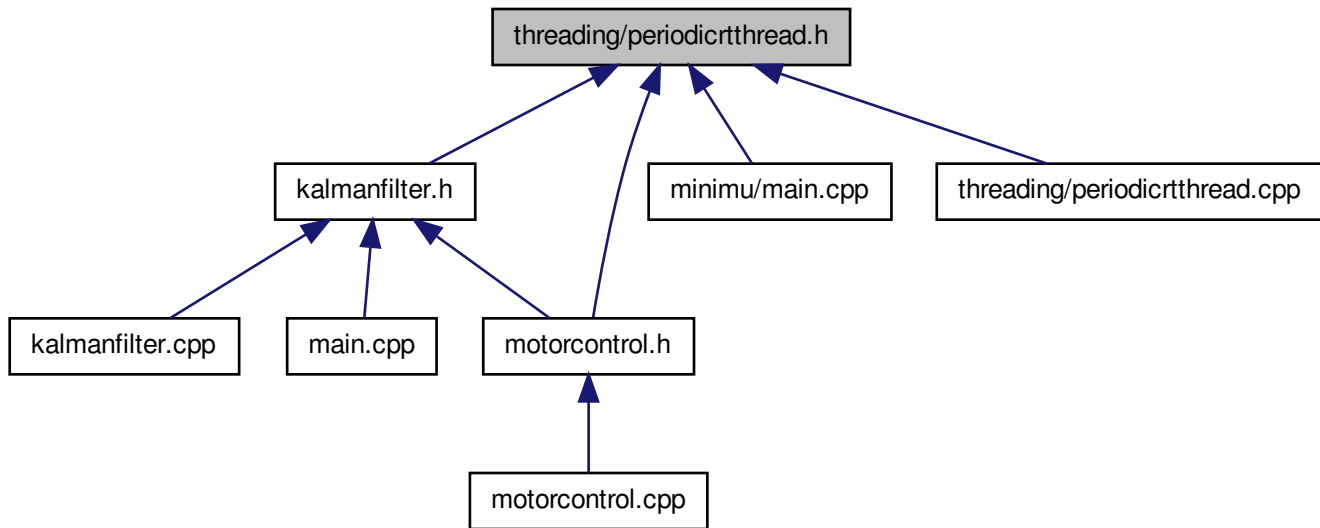 threading/periodicrtthread.h
kalmanfilter.h
minimu/main.cpp
threading/periodicrtthread.cpp
kalmanfilter.cpp
main.cpp
motorcontrol.h
motorcontrol.cpp